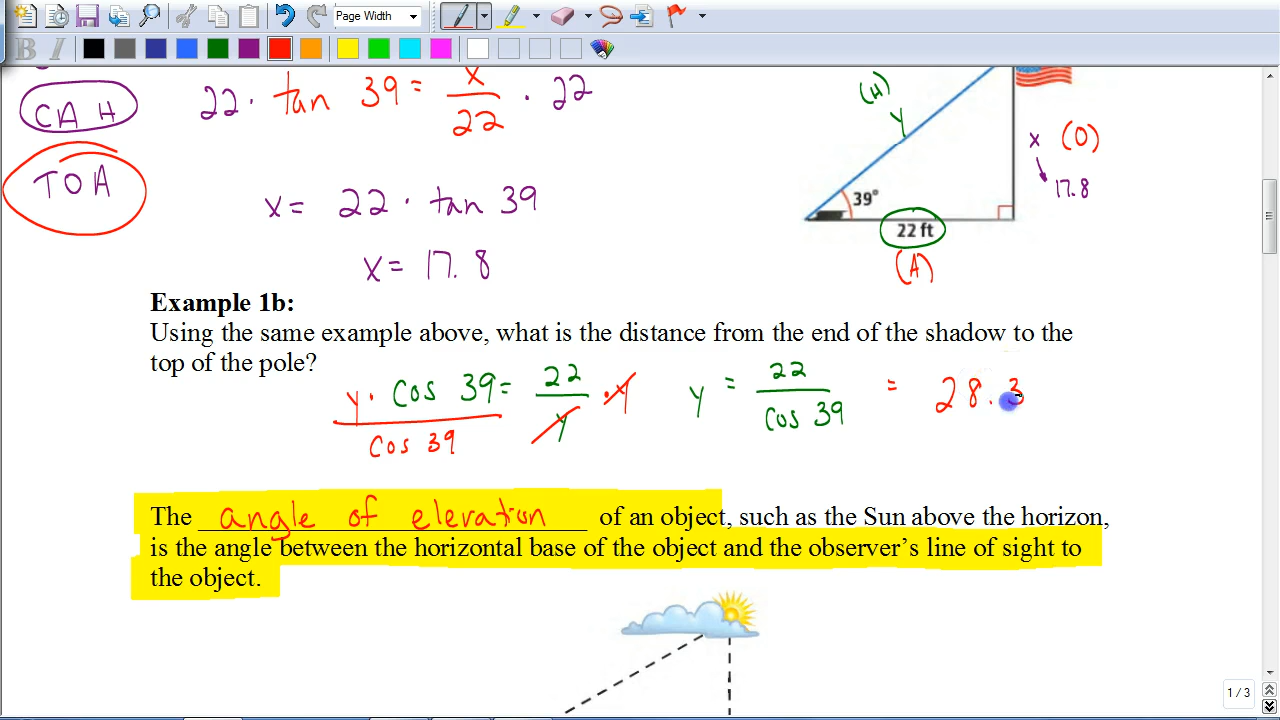 Page Width
B I
CAH
22 · tan 39 = x/22 · 22
(H)
y
x (O)
TOA
17.8
39°
x = 22 · tan 39
22 ft
(A)
x = 17.8
Example 1b:
Using the same example above, what is the distance from the end of the shadow to the
top of the pole?
y · cos 39 = 22/y · y
cos 39
y = 22/cos 39 = 28.3
The angle of elevation of an object, such as the Sun above the horizon,
is the angle between the horizontal base of the object and the observer's line of sight to
the object.
1 / 3